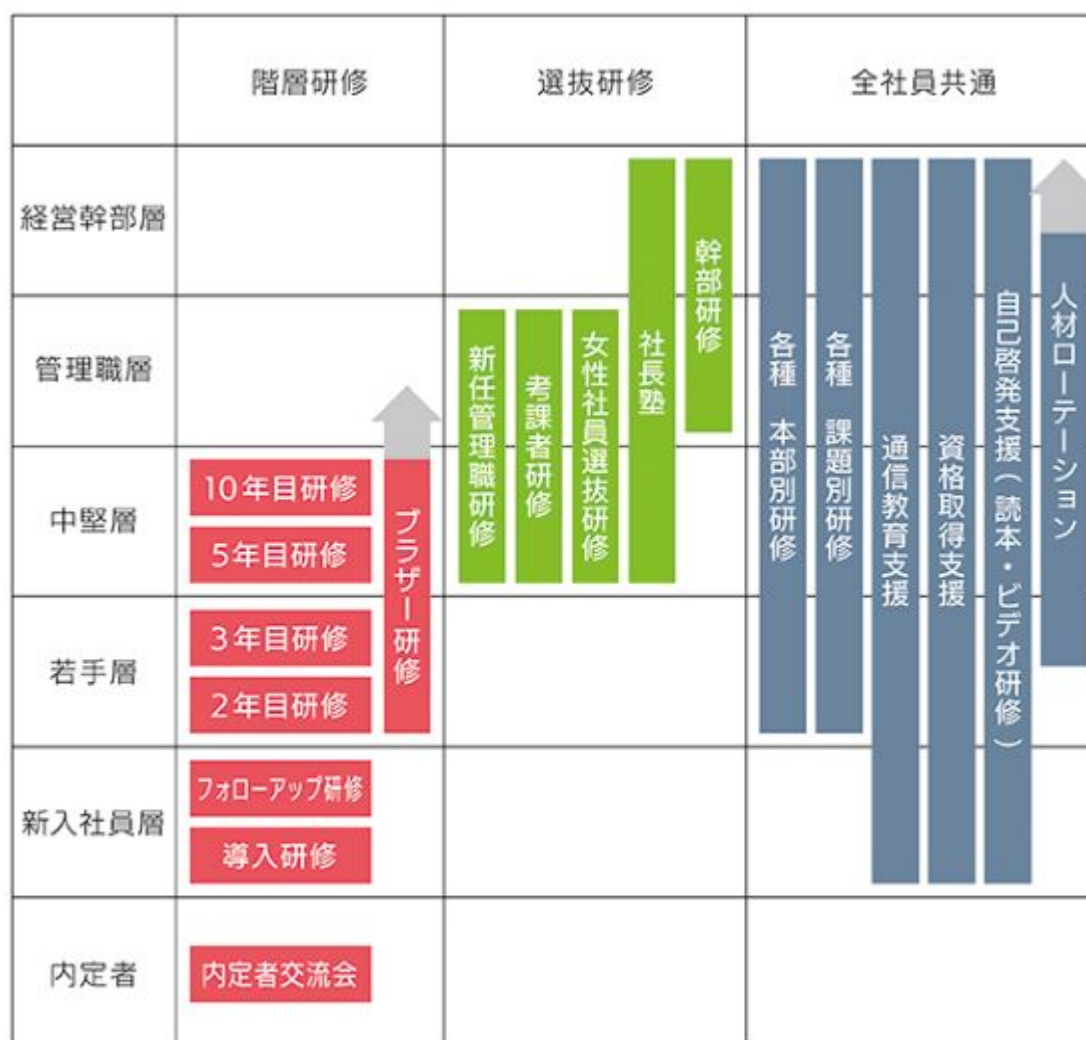 階層研修
選抜研修
全社員共通
経営幹部層
管理職層
中堅層
若手層
新入社員層
内定者
10年目研修
5年目研修
3年目研修
2年目研修
フォローアップ研修
導入研修
内定者交流会
ブラザー研修
新任管理職研修
考課者研修
女性社員選抜研修
社長塾
幹部研修
各種 本部別研修
各種 課題別研修
通信教育支援
資格取得支援
自己啓発支援（読本・ビデオ研修）
人材ローテーション